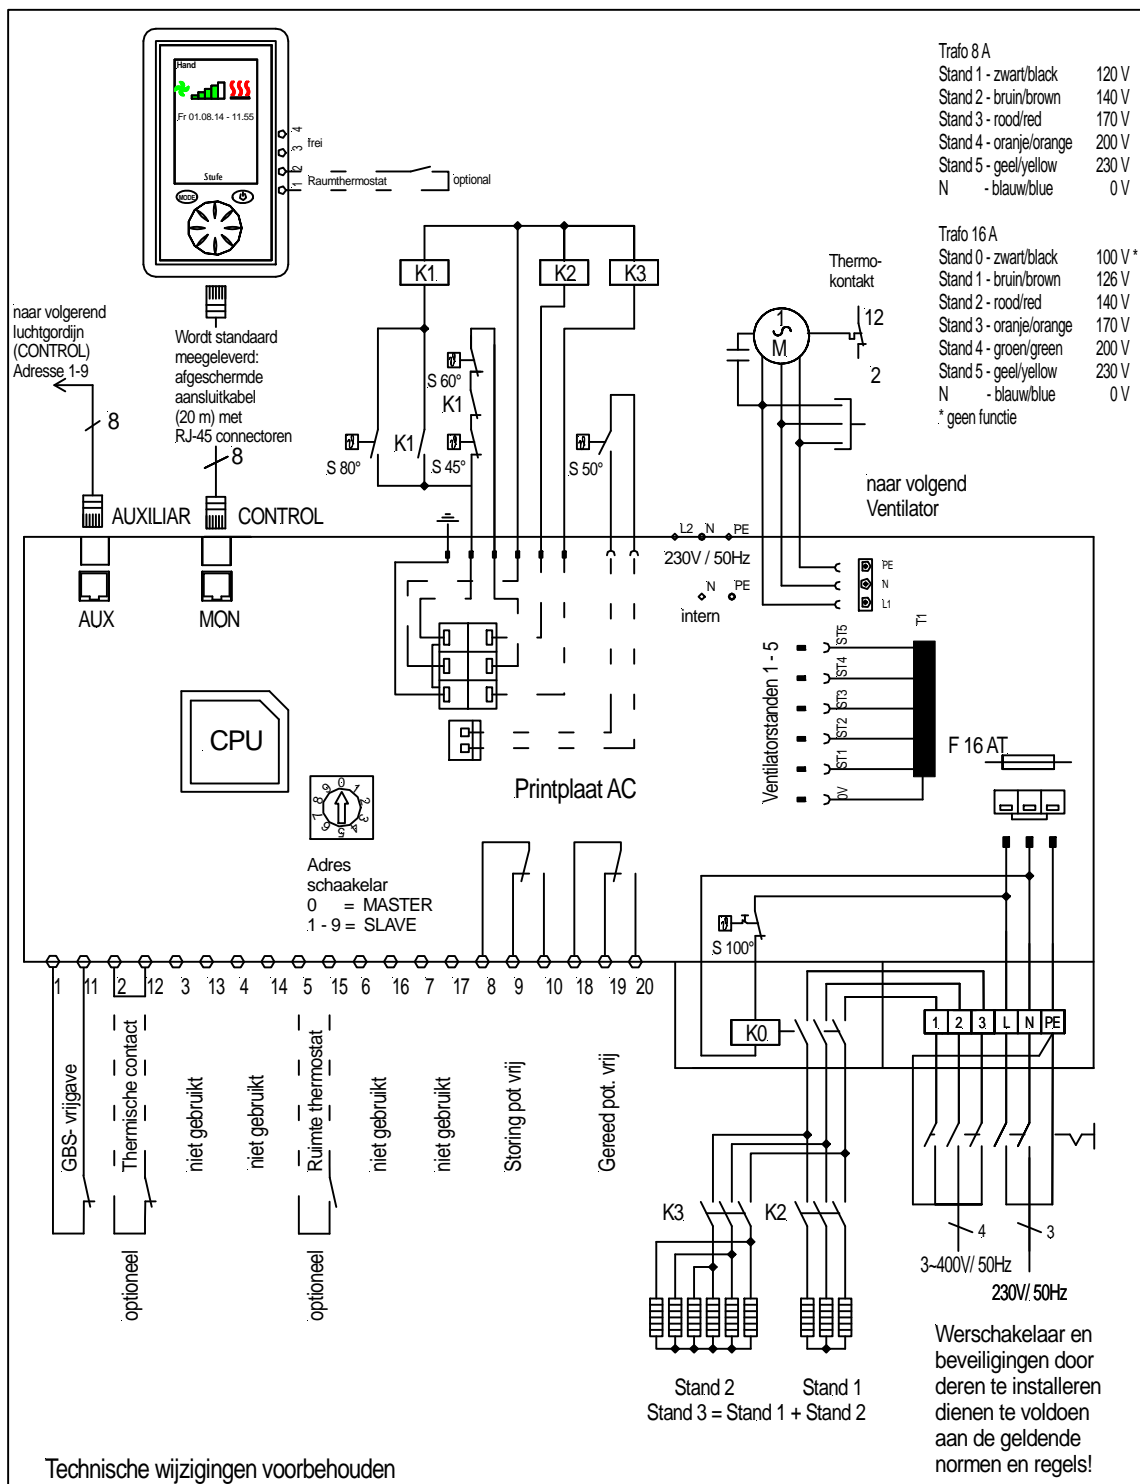 Hand
Fr 01.08.14 - 11.55
Stufe
MODE
4
3
frei
2
1
Raumthermostat
optional
Trafo 8 A
Stand 1 - zwart/black 120 V
Stand 2 - bruin/brown 140 V
Stand 3 - rood/red 170 V
Stand 4 - oranje/orange 200 V
Stand 5 - geel/yellow 230 V
N - blauw/blue 0 V
Trafo 16 A
Stand 0 - zwart/black 100 V *
Stand 1 - bruin/brown 126 V
Stand 2 - rood/red 140 V
Stand 3 - oranje/orange 170 V
Stand 4 - groen/green 200 V
Stand 5 - geel/yellow 230 V
N - blauw/blue 0 V
* geen functie
naar volgerend
luchtgordijn
(CONTROL)
Adresse 1-9
8
Wordt standaard
meegeleverd:
afgeschermde
aansluitkabel
(20 m) met
RJ-45 connectoren
8
K1
K2
K3
S 60°
K1
S 80°
K1
S 45°
S 50°
Thermo-
kontakt
1
M
12
2
naar volgend
Ventilator
AUXILIAR
CONTROL
AUX
MON
L2 N PE
230V / 50Hz
N PE
intern
PE
N
L1
T1
Ventilatorstanden 1 - 5
ST5
ST4
ST3
ST2
ST1
0V
F 16 AT
CPU
Printplaat AC
0 1 2 3 4 5 6 7 8 9
Adres
schaakelar
0 = MASTER
1 - 9 = SLAVE
S 100°
1 11 2 12 3 13 4 14 5 15 6 16 7 17 8 9 10 18 19 20
K0
1 2 3 L N PE
GBS- vrijgave
Thermische contact
optioneel
niet gebruikt
niet gebruikt
Ruimte thermostat
optioneel
niet gebruikt
niet gebruikt
Storing pot vrij
Gereed pot. vrij
K3
K2
4
3
3~400V/ 50Hz
230V/ 50Hz
Stand 2
Stand 1
Stand 3 = Stand 1 + Stand 2
Werschakelaar en
beveiligingen door
deren te installeren
dienen te voldoen
aan de geldende
normen en regels!
Technische wijzigingen voorbehouden